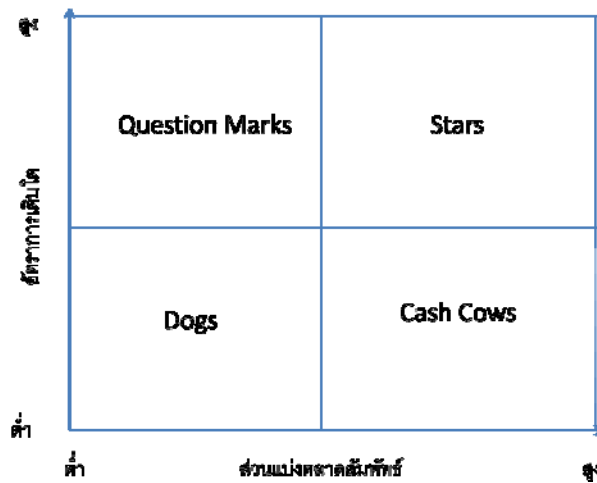 สูง
Question Marks
Stars
อัตราการเติบโต
Dogs
Cash Cows
ต่ำ
ต่ำ
ส่วนแบ่งตลาดสัมพัทธ์
สูง